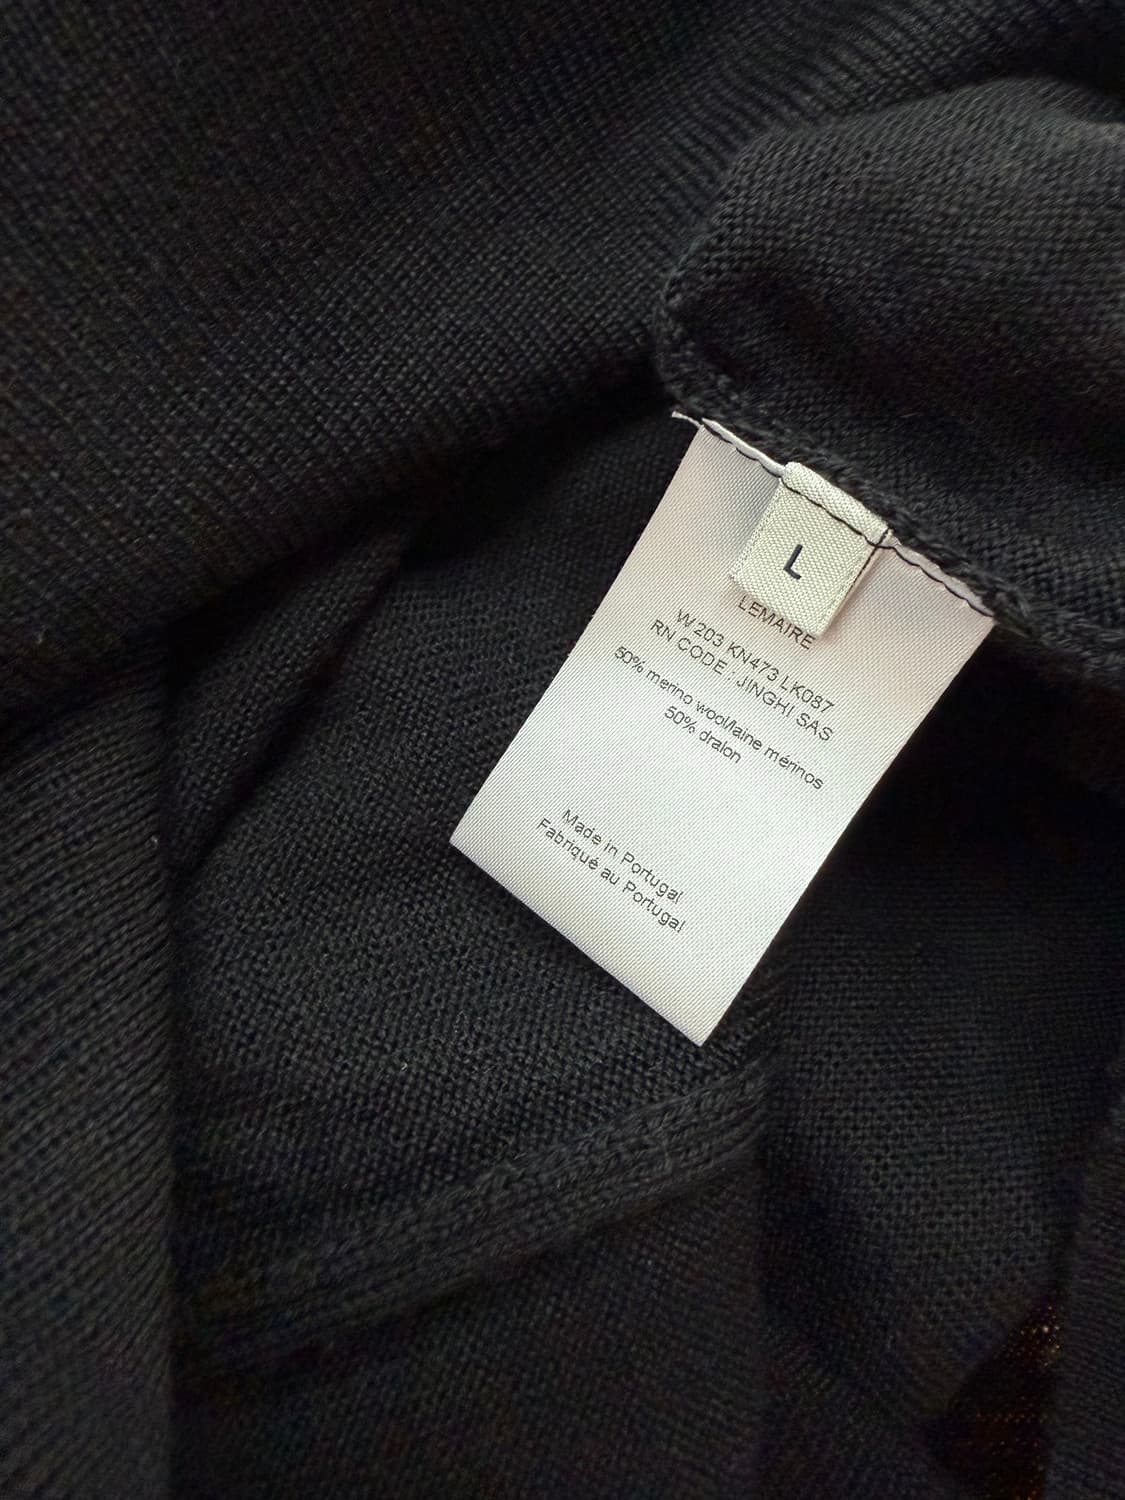 L
LEMAIRE
W 203 KN473 LK087
RN CODE : JINGHI SAS
50% merino wool/laine mérinos
50% dralon
Made in Portugal
Fabriqué au Portugal